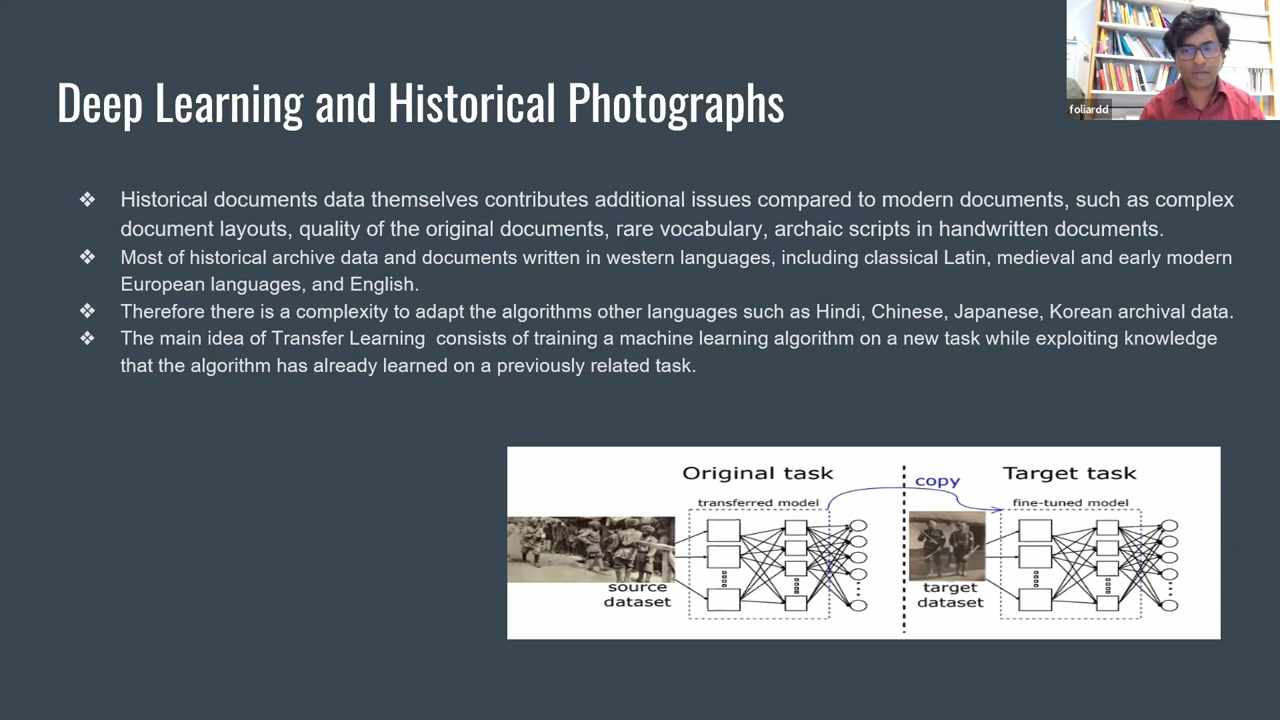 Deep Learning and Historical Photographs
foliardd
❖ Historical documents data themselves contributes additional issues compared to modern documents, such as complex
document layouts, quality of the original documents, rare vocabulary, archaic scripts in handwritten documents.
❖ Most of historical archive data and documents written in western languages, including classical Latin, medieval and early modern
European languages, and English.
❖ Therefore there is a complexity to adapt the algorithms other languages such as Hindi, Chinese, Japanese, Korean archival data.
❖ The main idea of Transfer Learning  consists of training a machine learning algorithm on a new task while exploiting knowledge
that the algorithm has already learned on a previously related task.
Original task
transferred model
source
dataset
copy
Target task
fine-tuned model
target
dataset